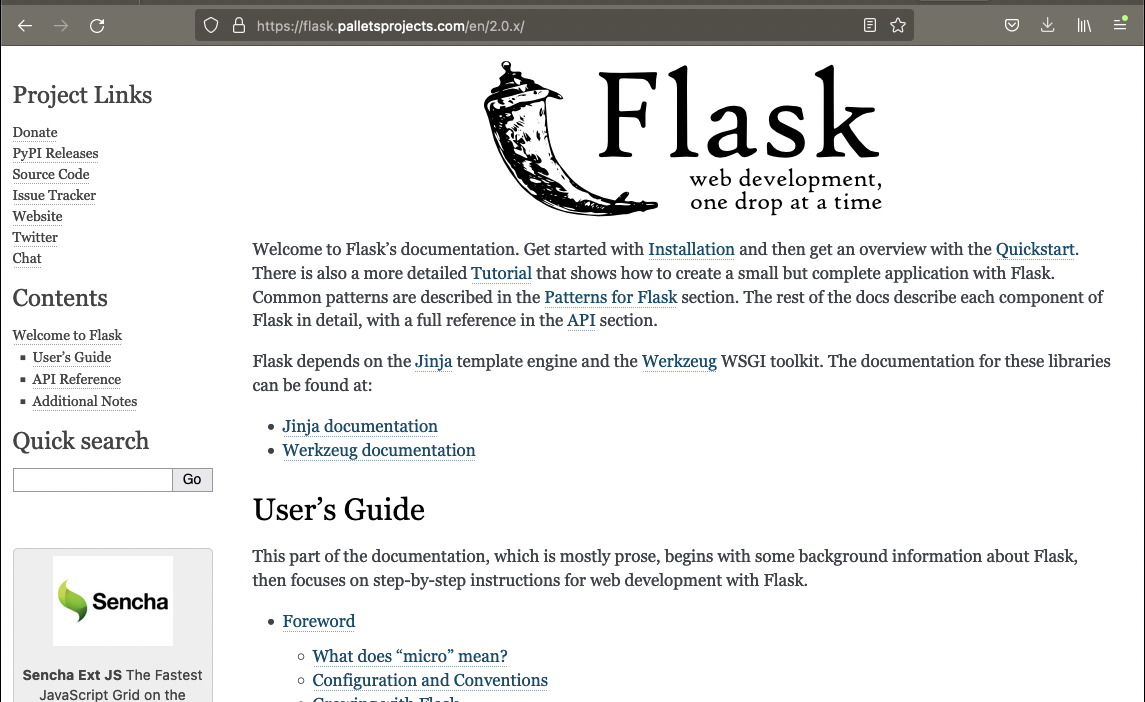 https://flask.palletsprojects.com/en/2.0.x/
Project Links
Donate
PyPI Releases
Source Code
Issue Tracker
Website
Twitter
Chat
Contents
Welcome to Flask
User’s Guide
API Reference
Additional Notes
Quick search
Go
Sencha
Sencha Ext JS The Fastest
JavaScript Grid on the
Flask
web development,
one drop at a time
Welcome to Flask’s documentation. Get started with Installation and then get an overview with the Quickstart.
There is also a more detailed Tutorial that shows how to create a small but complete application with Flask.
Common patterns are described in the Patterns for Flask section. The rest of the docs describe each component of
Flask in detail, with a full reference in the API section.
Flask depends on the Jinja template engine and the Werkzeug WSGI toolkit. The documentation for these libraries
can be found at:
Jinja documentation
Werkzeug documentation
User’s Guide
This part of the documentation, which is mostly prose, begins with some background information about Flask,
then focuses on step-by-step instructions for web development with Flask.
Foreword
What does “micro” mean?
Configuration and Conventions
Growing with Flask